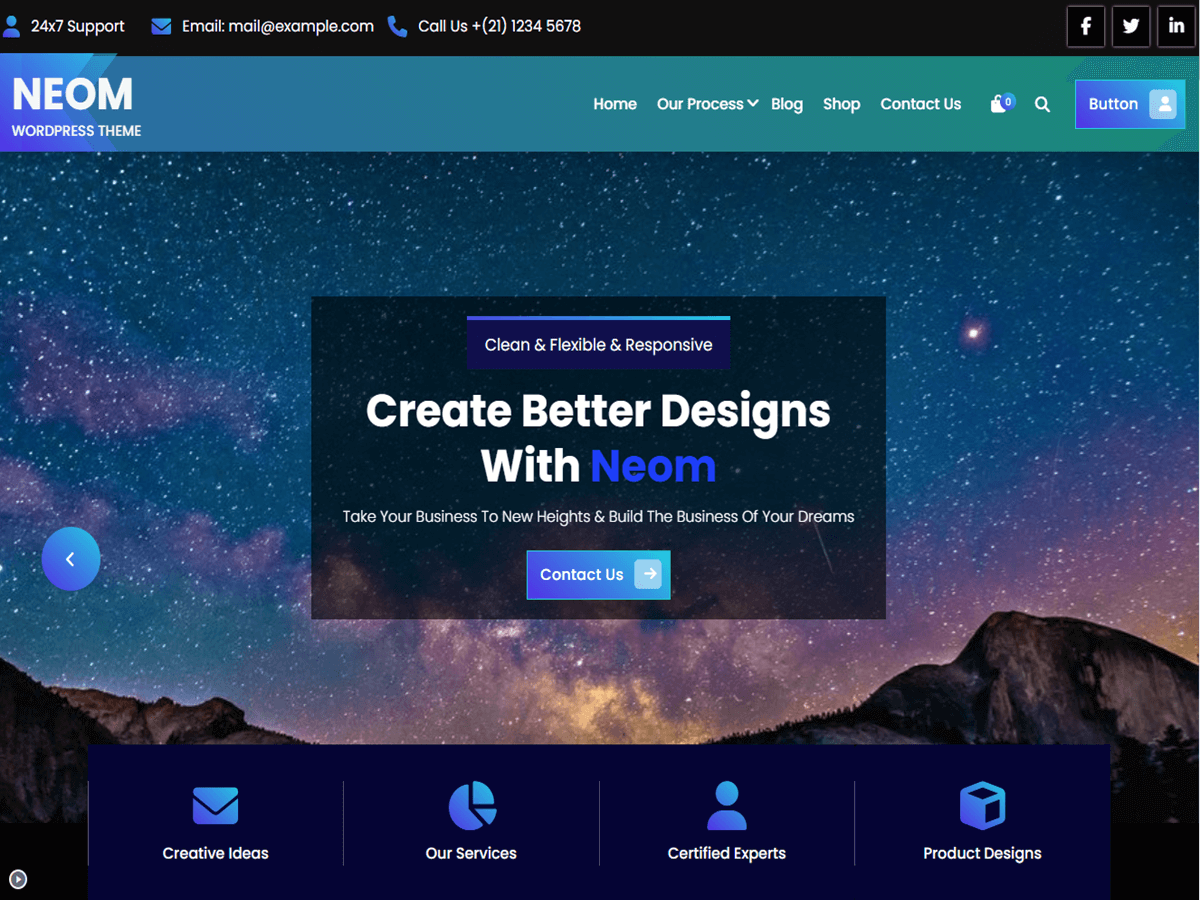 24x7 Support Email: mail@example.com Call Us +(21) 1234 5678
NEOM
WORDPRESS THEME
Home Our Process Blog Shop Contact Us 0 Button
Clean & Flexible & Responsive
Create Better Designs
With Neom
Take Your Business To New Heights & Build The Business Of Your Dreams
Contact Us
Creative Ideas Our Services Certified Experts Product Designs